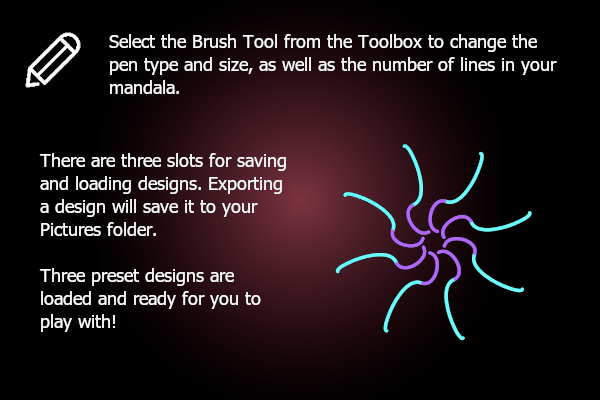 Select the Brush Tool from the Toolbox to change the
pen type and size, as well as the number of lines in your
mandala.
There are three slots for saving
and loading designs. Exporting
a design will save it to your
Pictures folder.
Three preset designs are
loaded and ready for you to
play with!